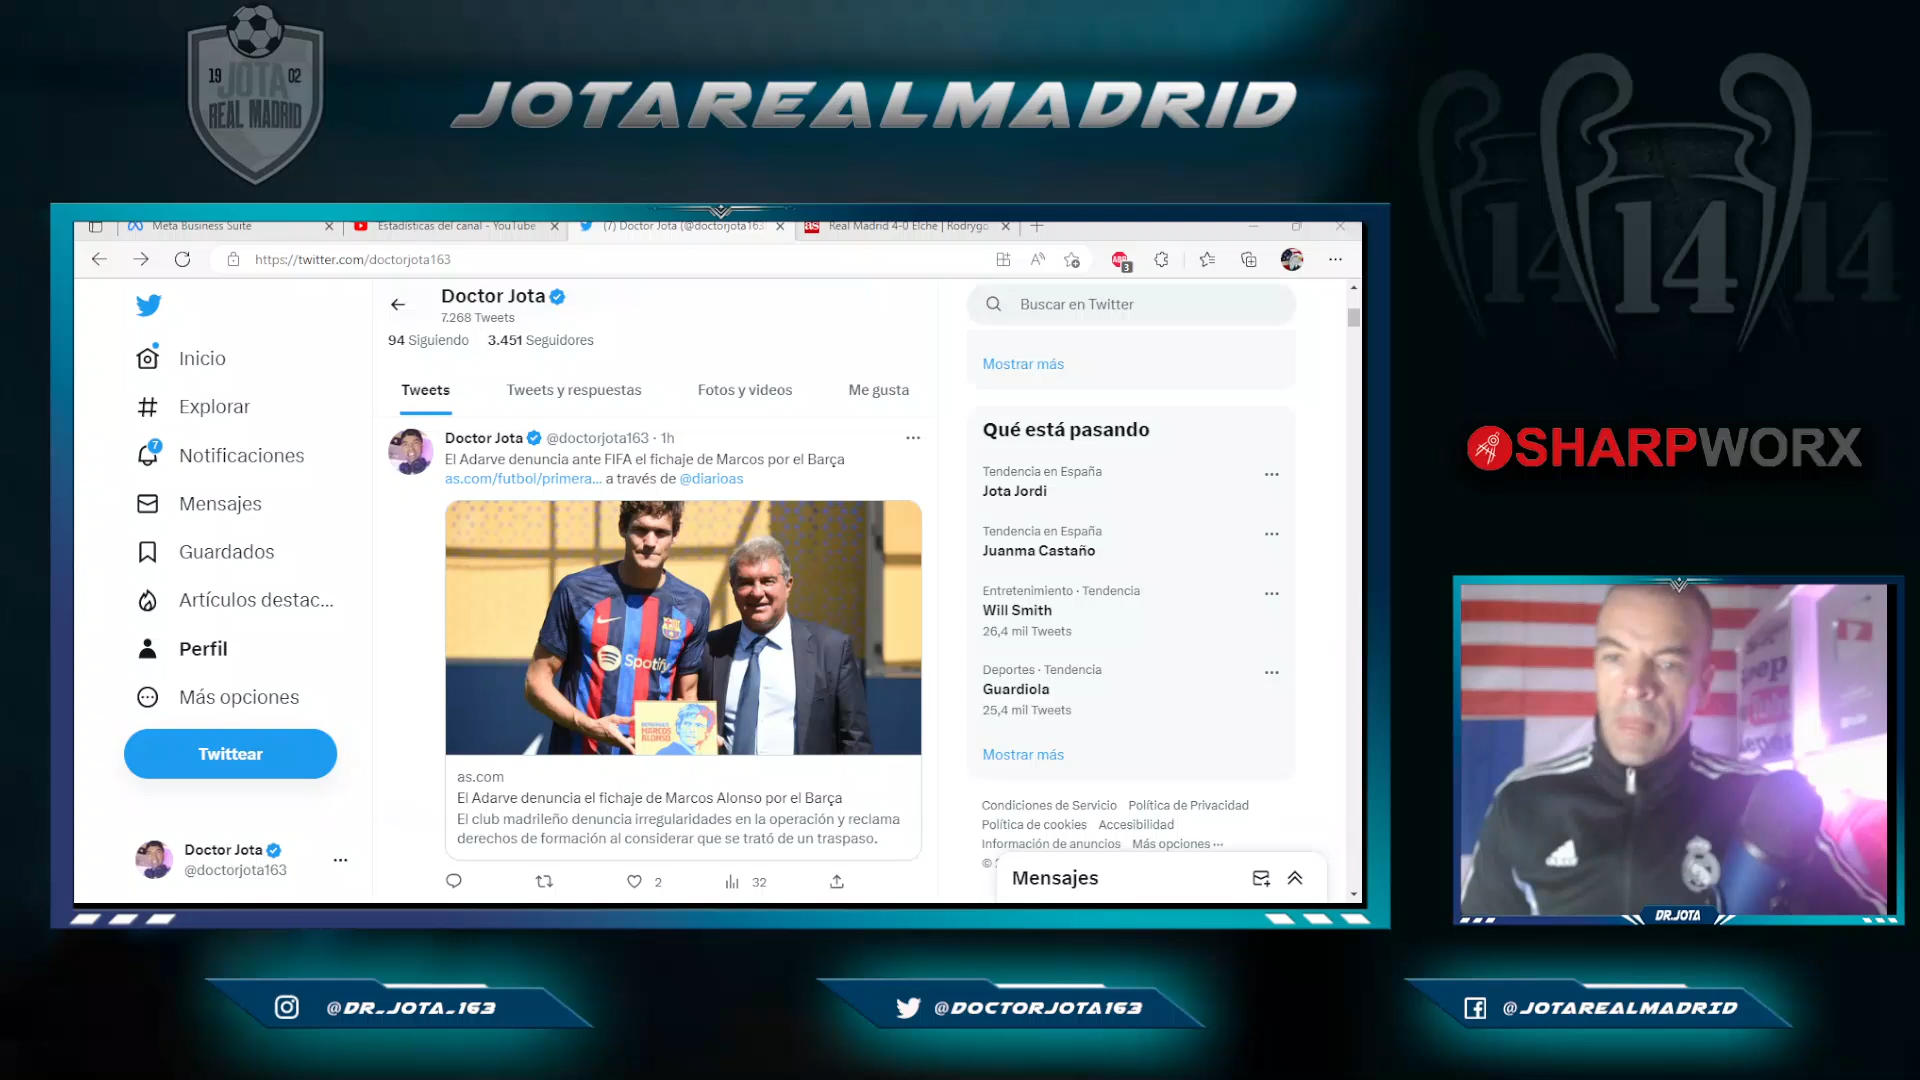 19 02
JOTA
REAL MADRID
JOTAREALMADRID
14 14 14
Meta Business Suite
Estadísticas del canal - YouTube
(7) Doctor Jota (@doctorjota163
as
Real Madrid 4-0 Elche | Rodrygo
https://twitter.com/doctorjota163
ABP
3
Doctor Jota
7.268 Tweets
94 Siguiendo 3.451 Seguidores
Tweets
Tweets y respuestas
Fotos y videos
Me gusta
Inicio
Explorar
7
Notificaciones
Mensajes
Guardados
Artículos destac...
Perfil
Más opciones
Twittear
Doctor Jota
@doctorjota163
Doctor Jota @doctorjota163 · 1h
El Adarve denuncia ante FIFA el fichaje de Marcos por el Barça
as.com/futbol/primera... a través de @diarioas
Spotify
MARCOS
ALONSO
as.com
El Adarve denuncia el fichaje de Marcos Alonso por el Barça
El club madrileño denuncia irregularidades en la operación y reclama
derechos de formación al considerar que se trató de un traspaso.
2
32
Buscar en Twitter
Mostrar más
Qué está pasando
Tendencia en España
Jota Jordi
Tendencia en España
Juanma Castaño
Entretenimiento · Tendencia
Will Smith
26,4 mil Tweets
Deportes · Tendencia
Guardiola
25,4 mil Tweets
Mostrar más
Condiciones de Servicio Política de Privacidad
Política de cookies Accesibilidad
Información de anuncios Más opciones ···
Mensajes
SHARPWORX
DR.JOTA
@DR_JOTA_163
@DOCTORJOTA163
@JOTAREALMADRID